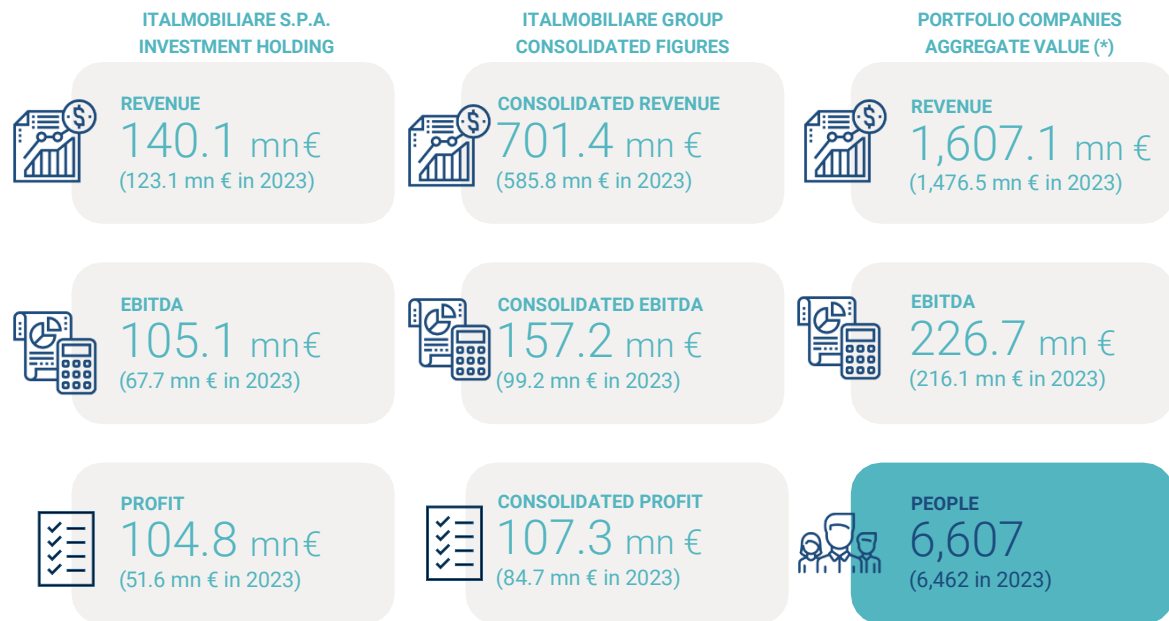 ITALMOBILIARE S.P.A.
INVESTMENT HOLDING
REVENUE
140.1 mn€
(123.1 mn € in 2023)
EBITDA
105.1 mn€
(67.7 mn € in 2023)
PROFIT
104.8 mn€
(51.6 mn € in 2023)
ITALMOBILIARE GROUP
CONSOLIDATED FIGURES
CONSOLIDATED REVENUE
701.4 mn €
(585.8 mn € in 2023)
CONSOLIDATED EBITDA
157.2 mn €
(99.2 mn € in 2023)
CONSOLIDATED PROFIT
107.3 mn €
(84.7 mn € in 2023)
PORTFOLIO COMPANIES
AGGREGATE VALUE (*)
REVENUE
1,607.1 mn €
(1,476.5 mn € in 2023)
EBITDA
226.7 mn €
(216.1 mn € in 2023)
PEOPLE
6,607
(6,462 in 2023)